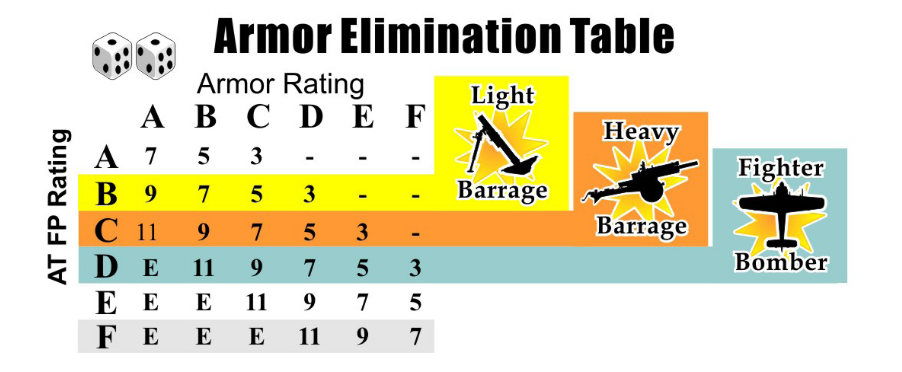 Armor Elimination Table
Armor Rating
A B C D E F
AT FP Rating
A 7 5 3 - - -
B 9 7 5 3 - -
C 11 9 7 5 3 -
D E 11 9 7 5 3
E E E 11 9 7 5
F E E E 11 9 7
Light
Barrage
Heavy
Barrage
Fighter
Bomber